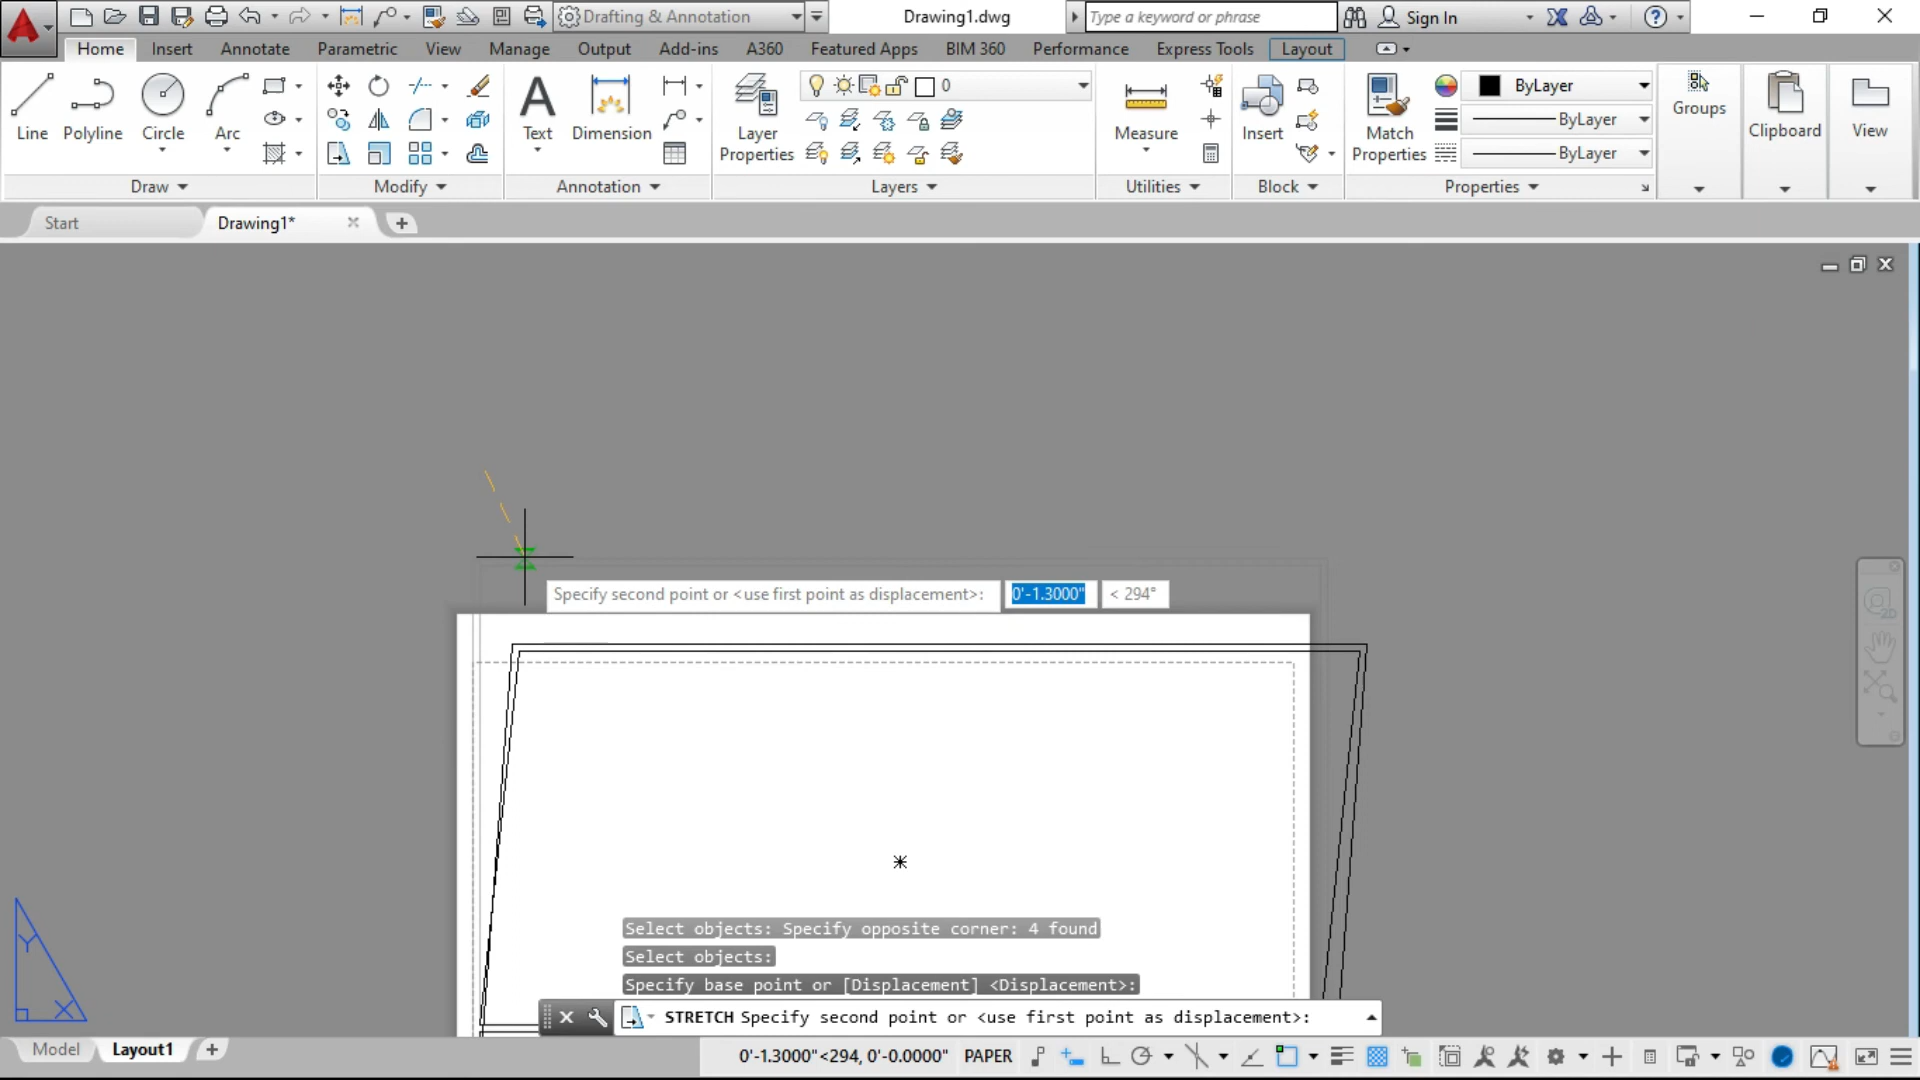 Drafting & Annotation
Drawing1.dwg
Type a keyword or phrase
Sign In
Home Insert Annotate Parametric View Manage Output Add-ins A360 Featured Apps BIM 360 Performance Express Tools Layout
Line Polyline Circle Arc
Text Dimension
Layer Properties
0
Measure
Insert
Match Properties
ByLayer
ByLayer
ByLayer
Groups
Clipboard
View
Draw Modify Annotation Layers Utilities Block Properties
Start Drawing1*
Specify second point or <use first point as displacement>: 0'-1.3000" < 294°
2D
Select objects: Specify opposite corner: 4 found
Select objects:
Specify base point or [Displacement] <Displacement>:
STRETCH Specify second point or <use first point as displacement>:
Y
X
Model Layout1
0'-1.3000"<294, 0'-0.0000" PAPER